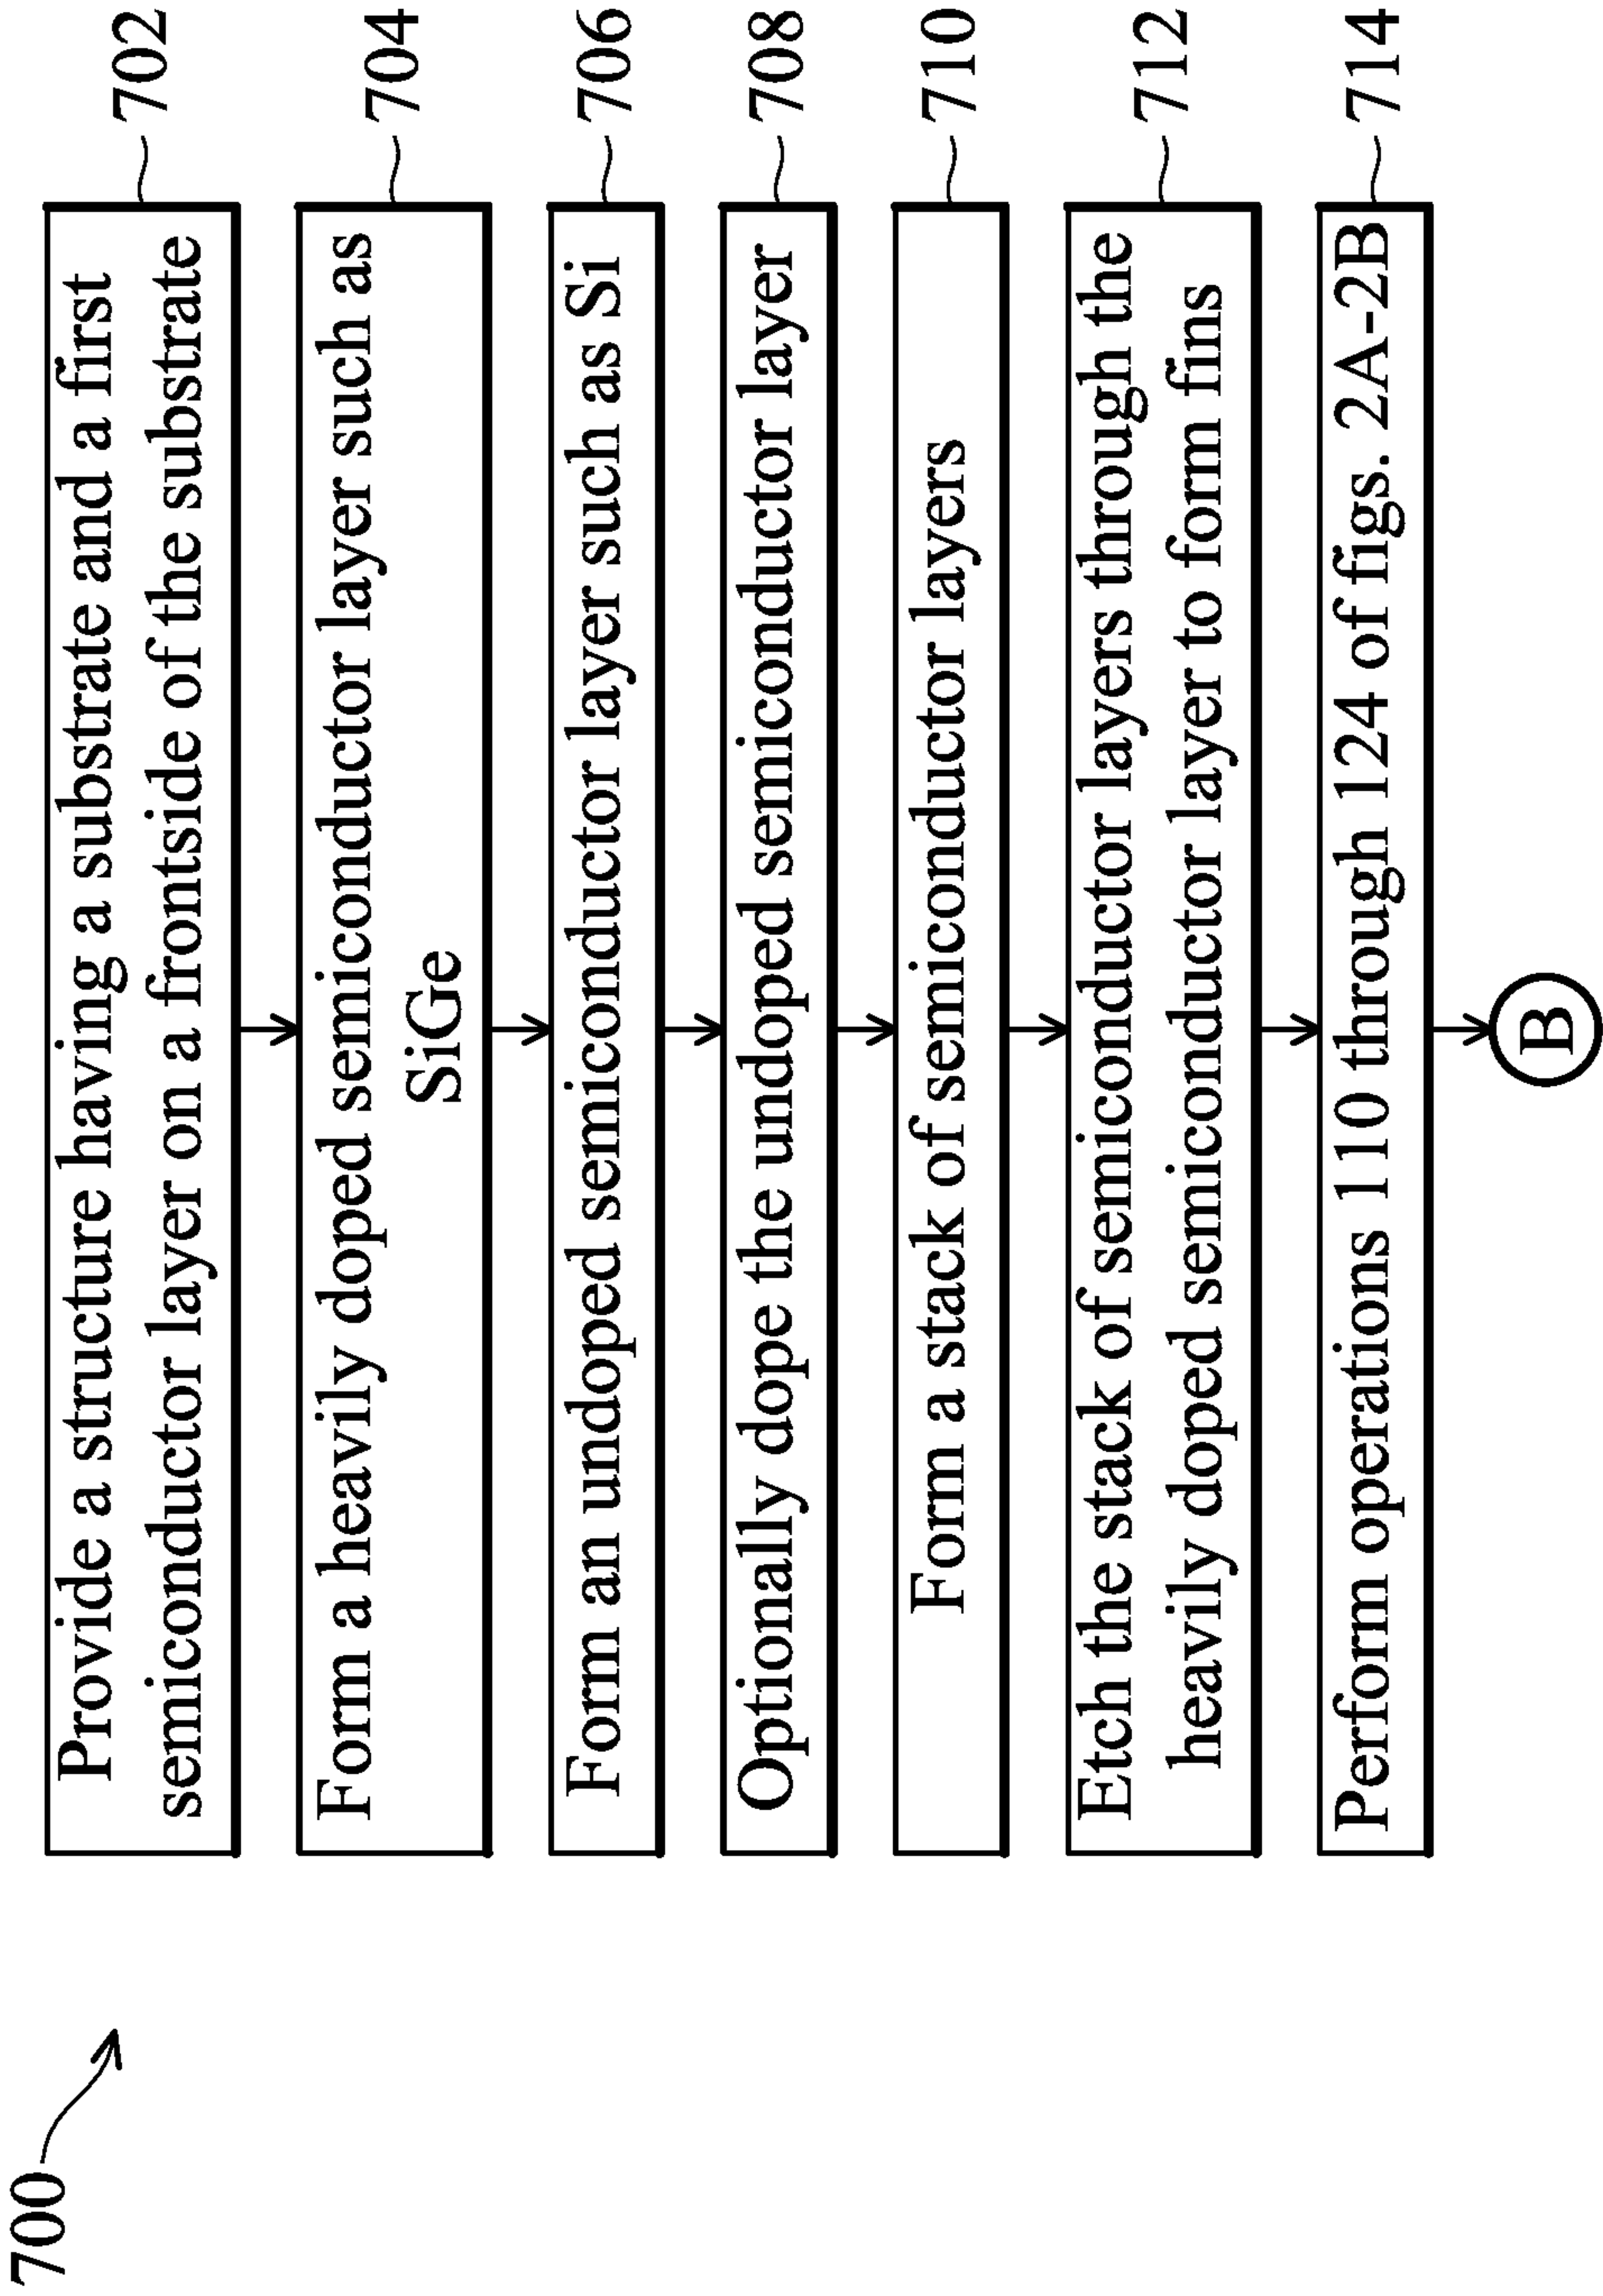 700
Provide a structure having a substrate and a first
semiconductor layer on a frontside of the substrate
702
Form a heavily doped semiconductor layer such as
SiGe
704
Form an undoped semiconductor layer such as Si
706
Optionally dope the undoped semiconductor layer
708
Form a stack of semiconductor layers
710
Etch the stack of semiconductor layers through the
heavily doped semiconductor layer to form fins
712
Perform operations 110 through 124 of figs. 2A-2B
714
B